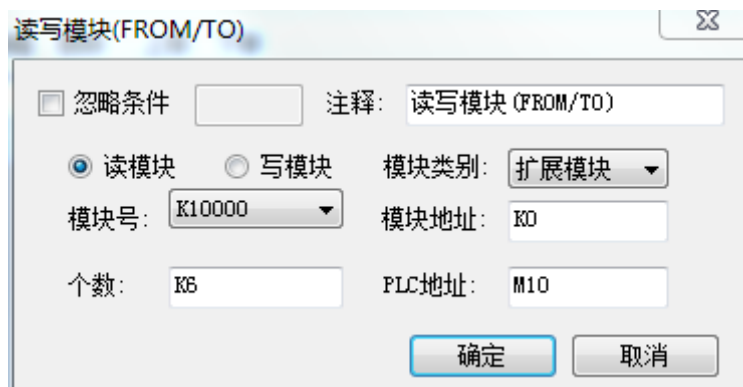 读写模块(FROM/TO)
忽略条件 注释: 读写模块(FROM/TO)
读模块 写模块 模块类别: 扩展模块
模块号: K10000 模块地址: K0
个数: K6 PLC地址: M10
确定 取消